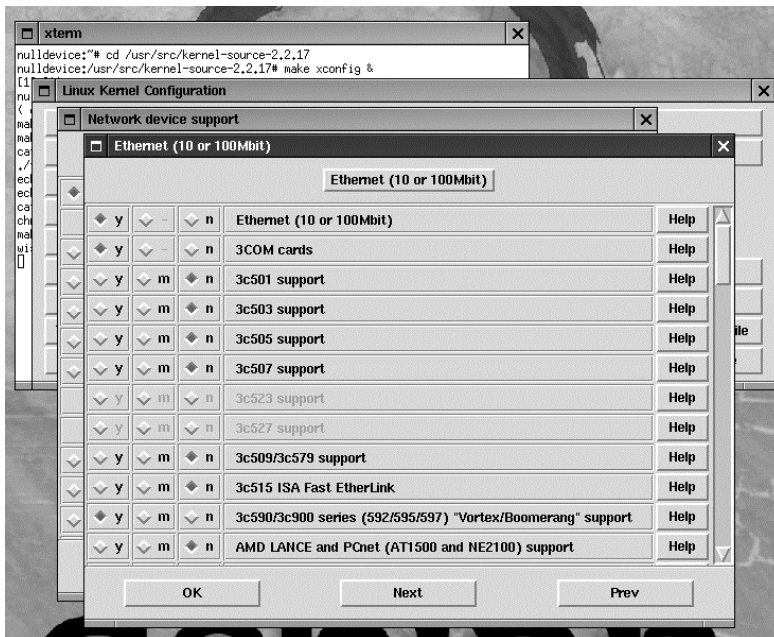 xterm
nulldevice:~# cd /usr/src/kernel-source-2.2.17
nulldevice:/usr/src/kernel-source-2.2.17# make xconfig &
Linux Kernel Configuration
Network device support
Ethernet (10 or 100Mbit)
Ethernet (10 or 100Mbit)
y - n Ethernet (10 or 100Mbit) Help
y - n 3COM cards Help
y m n 3c501 support Help
y m n 3c503 support Help
y m n 3c505 support Help
y m n 3c507 support Help
y m n 3c523 support Help
y m n 3c527 support Help
y m n 3c509/3c579 support Help
y m n 3c515 ISA Fast EtherLink Help
y m n 3c590/3c900 series (592/595/597) "Vortex/Boomerang" support Help
y m n AMD LANCE and PCnet (AT1500 and NE2100) support Help
OK Next Prev